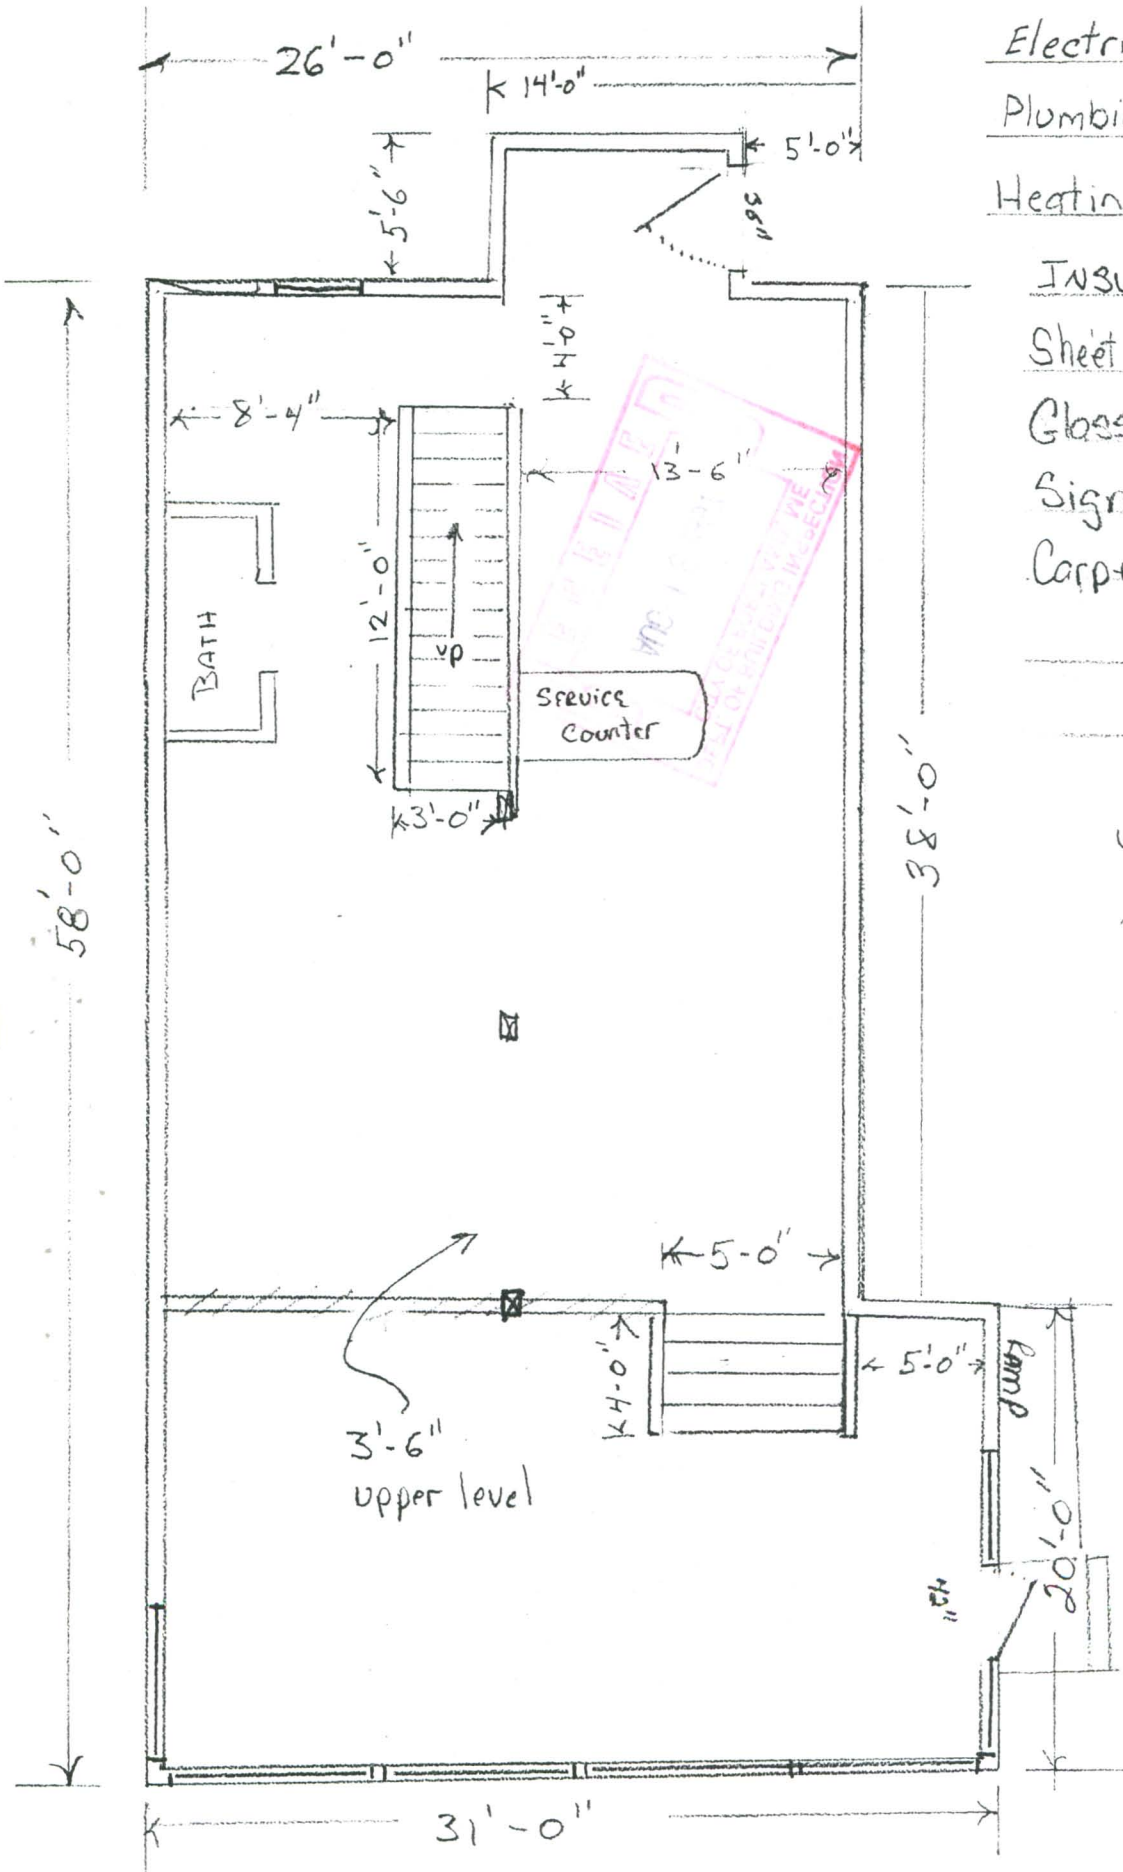 26'-0"
14'-0"
5'-0"
5'-6"
36"
4'-0"
8'-4"
13'-6"
12'-0"
UP
BATH
SERVICE
COUNTER
3'-0"
58'-0"
38'-0"
5-0"
4'-0"
5'-0"
LAMP
3'-6"
upper level
42"
20'-0"
31'-0"
Electri
Plumbi
Heatin
INSU
Sheet
Glass
Sign
Carp